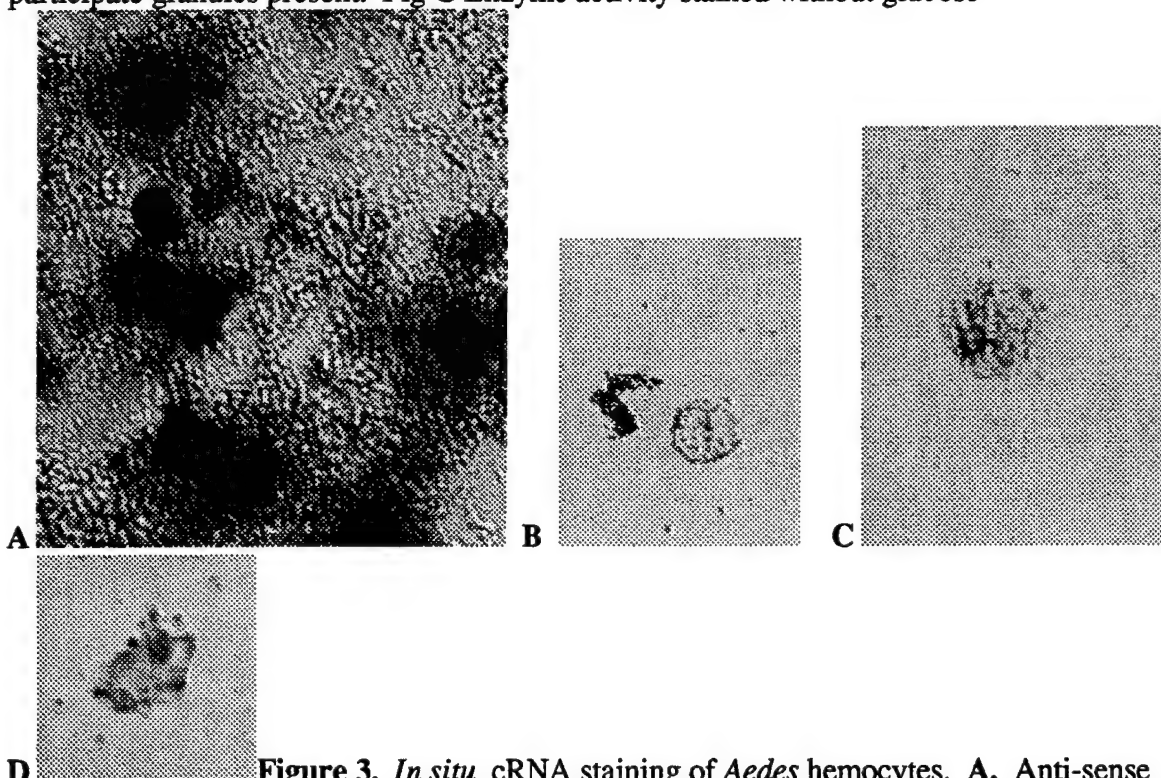 participate granules present. Fig C Enzyme activity stained without glucose
A
B
C
D
Figure 3. In situ cRNA staining of Aedes hemocytes. A. Anti-sense